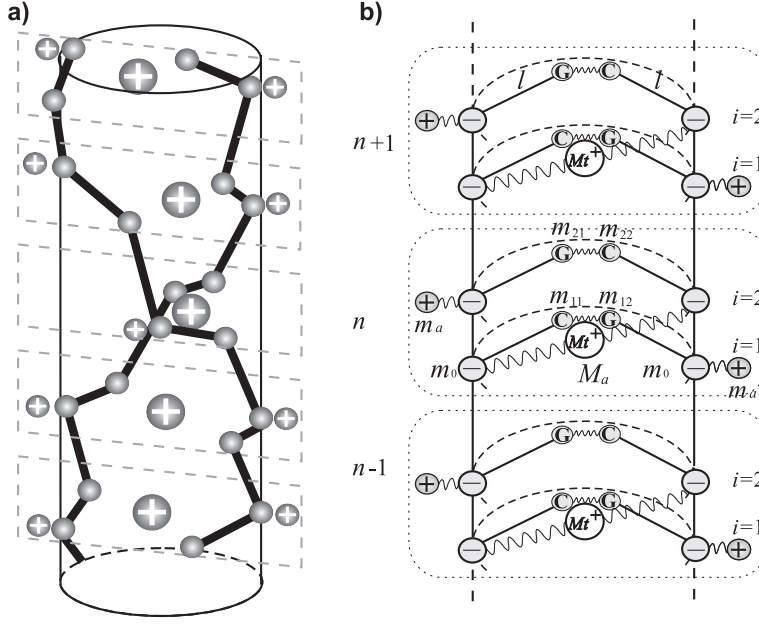 a)
b)
+ + +
+ +
+ +
+ +
+ + +
+ +
l l
G C
+ − − i=2
n+1
C G
Mt+
− − + i=1
m21 m22
G C
+ − − i=2
n
ma
m11 m12
C G
Mt+
i=1
m0 − Ma m0 − +
ma
G C
+ − − i=2
n-1
C G
Mt+
− − + i=1